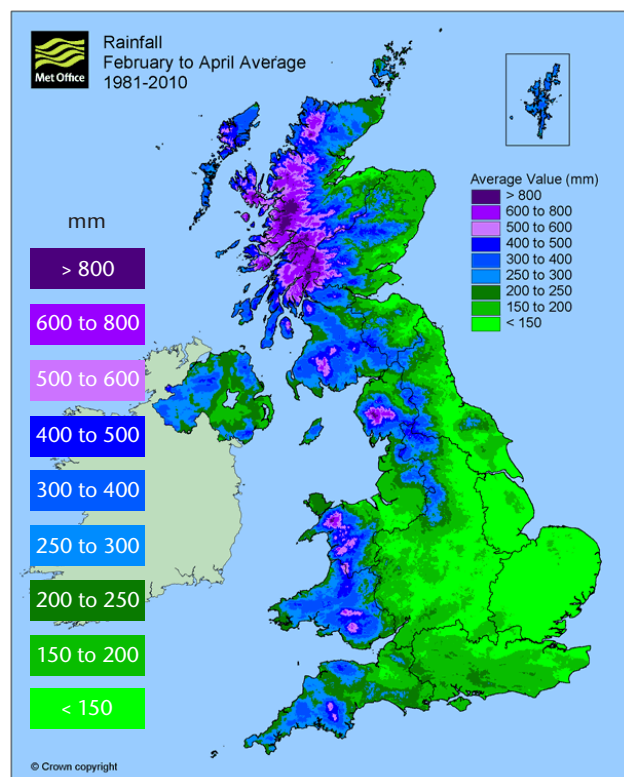 Met Office
Rainfall
February to April Average
1981-2010
Average Value (mm)
> 800
600 to 800
500 to 600
400 to 500
300 to 400
250 to 300
200 to 250
150 to 200
< 150
mm
> 800
600 to 800
500 to 600
400 to 500
300 to 400
250 to 300
200 to 250
150 to 200
< 150
© Crown copyright